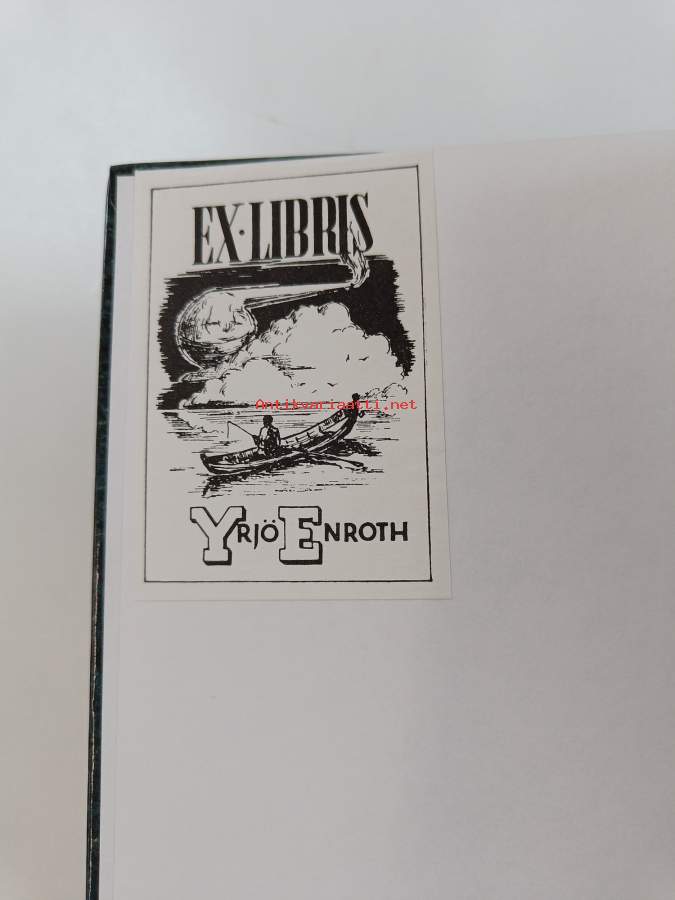 EX·LIBRIS
Antikvariaatti.net
YRJÖ ENROTH